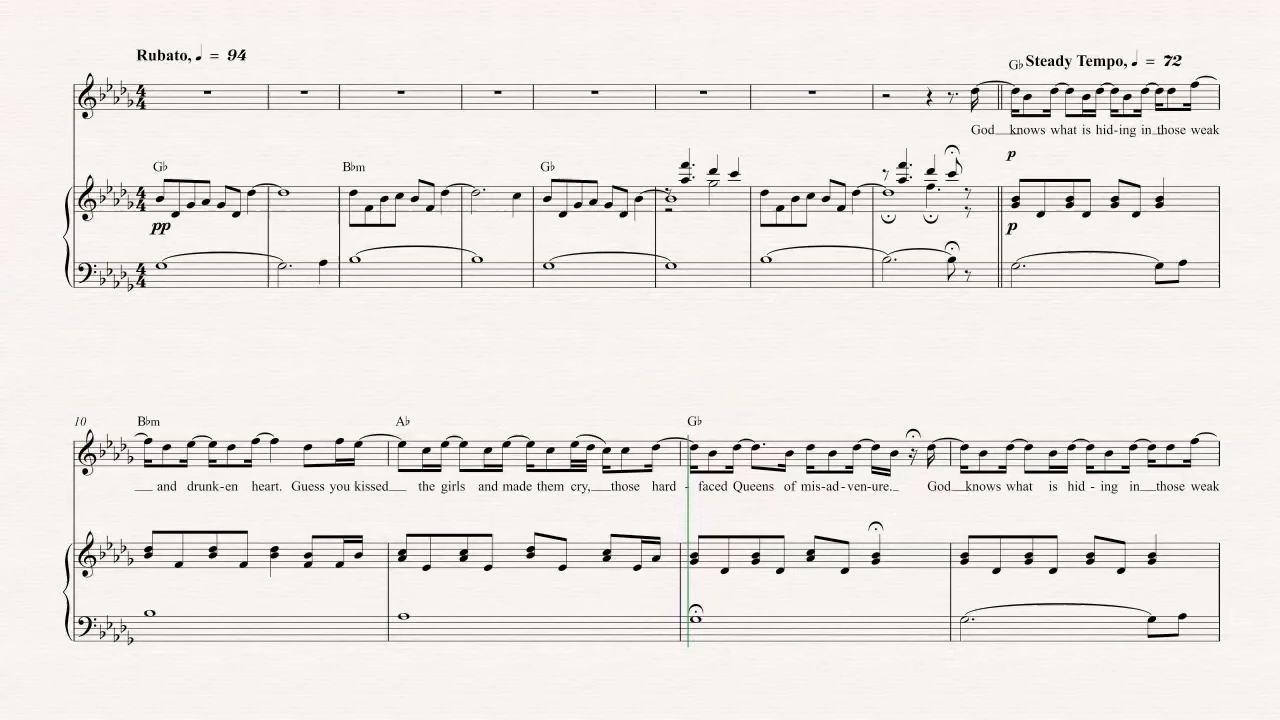 Rubato, ♩ = 94
G♭ Steady Tempo, ♩ = 72
God knows what is hid-ing in those weak
p
G♭ B♭m G♭
pp p
10 B♭m A♭ G♭
and drunk-en heart. Guess you kissed the girls and made them cry, those hard - faced Queens of mis-ad-ven-ure. God knows what is hid - ing in those weak